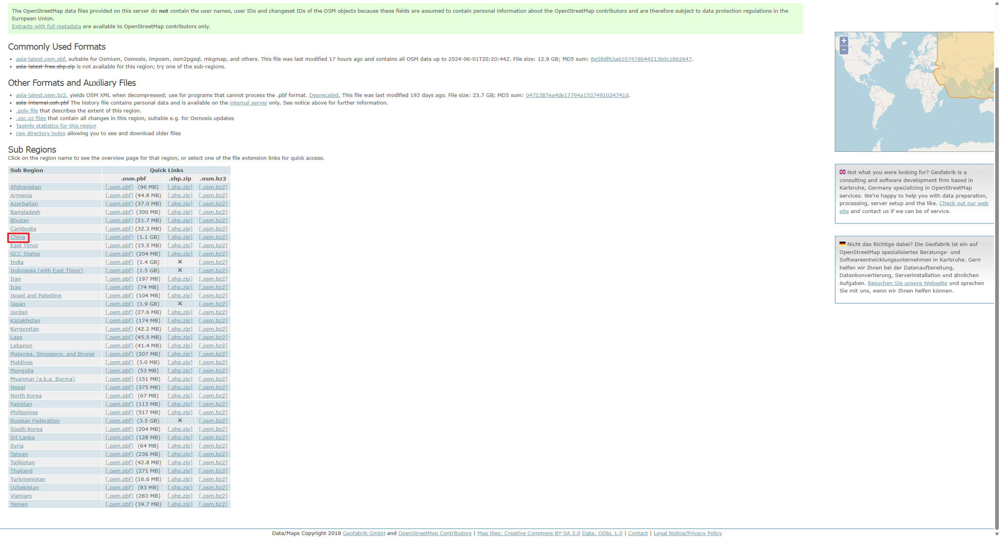 The OpenStreetMap data files provided on this server do not contain the user names, user IDs and changeset IDs of the OSM objects because these fields are assumed to contain personal information about the OpenStreetMap contributors and are therefore subject to data protection regulations in the
European Union.
Extracts with full metadata are available to OpenStreetMap contributors only.
Commonly Used Formats
• asia-latest.osm.pbf, suitable for Osmium, Osmosis, imposm, osm2pgsql, mkgmap, and others. This file was last modified 17 hours ago and contains all OSM data up to 2024-06-01T20:20:44Z. File size: 12.9 GB; MD5 sum: 8e58df63a610747d644213b0c1862647.
• asia-latest-free.shp.zip is not available for this region; try one of the sub-regions.
Other Formats and Auxiliary Files
• asia-latest.osm.bz2, yields OSM XML when decompressed; use for programs that cannot process the .pbf format. Deprecated. This file was last modified 193 days ago. File size: 23.7 GB; MD5 sum: 0472387ea4de17794a1537491024741d.
• asia-internal.osh.pbf The history file contains personal data and is available on the internal server only. See notice above for further information.
• .poly file that describes the extent of this region.
• .osc.gz files that contain all changes in this region, suitable e.g. for Osmosis updates
• Taginfo statistics for this region
• raw directory index allowing you to see and download older files
Sub Regions
Click on the region name to see the overview page for that region, or select one of the file extension links for quick access.
Sub Region Quick Links
.osm.pbf .shp.zip .osm.bz2
Afghanistan [.osm.pbf] (96 MB) [.shp.zip] [.osm.bz2]
Armenia [.osm.pbf] (44.8 MB) [.shp.zip] [.osm.bz2]
Azerbaijan [.osm.pbf] (37.0 MB) [.shp.zip] [.osm.bz2]
Bangladesh [.osm.pbf] (300 MB) [.shp.zip] [.osm.bz2]
Bhutan [.osm.pbf] (21.7 MB) [.shp.zip] [.osm.bz2]
Cambodia [.osm.pbf] (32.3 MB) [.shp.zip] [.osm.bz2]
China [.osm.pbf] (1.1 GB) [.shp.zip] [.osm.bz2]
East Timor [.osm.pbf] (15.5 MB) [.shp.zip] [.osm.bz2]
GCC States [.osm.pbf] (204 MB) [.shp.zip] [.osm.bz2]
India [.osm.pbf] (1.4 GB) ✖ [.osm.bz2]
Indonesia (with East Timor) [.osm.pbf] (1.5 GB) ✖ [.osm.bz2]
Iran [.osm.pbf] (197 MB) [.shp.zip] [.osm.bz2]
Iraq [.osm.pbf] (74 MB) [.shp.zip] [.osm.bz2]
Israel and Palestine [.osm.pbf] (104 MB) [.shp.zip] [.osm.bz2]
Japan [.osm.pbf] (1.9 GB) ✖ [.osm.bz2]
Jordan [.osm.pbf] (27.6 MB) [.shp.zip] [.osm.bz2]
Kazakhstan [.osm.pbf] (174 MB) [.shp.zip] [.osm.bz2]
Kyrgyzstan [.osm.pbf] (42.2 MB) [.shp.zip] [.osm.bz2]
Laos [.osm.pbf] (45.5 MB) [.shp.zip] [.osm.bz2]
Lebanon [.osm.pbf] (41.4 MB) [.shp.zip] [.osm.bz2]
Malaysia, Singapore, and Brunei [.osm.pbf] (207 MB) [.shp.zip] [.osm.bz2]
Maldives [.osm.pbf] (3.0 MB) [.shp.zip] [.osm.bz2]
Mongolia [.osm.pbf] (53 MB) [.shp.zip] [.osm.bz2]
Myanmar (a.k.a. Burma) [.osm.pbf] (151 MB) [.shp.zip] [.osm.bz2]
Nepal [.osm.pbf] (375 MB) [.shp.zip] [.osm.bz2]
North Korea [.osm.pbf] (67 MB) [.shp.zip] [.osm.bz2]
Pakistan [.osm.pbf] (113 MB) [.shp.zip] [.osm.bz2]
Philippines [.osm.pbf] (517 MB) [.shp.zip] [.osm.bz2]
Russian Federation [.osm.pbf] (3.5 GB) ✖ [.osm.bz2]
South Korea [.osm.pbf] (204 MB) [.shp.zip] [.osm.bz2]
Sri Lanka [.osm.pbf] (128 MB) [.shp.zip] [.osm.bz2]
Syria [.osm.pbf] (64 MB) [.shp.zip] [.osm.bz2]
Taiwan [.osm.pbf] (236 MB) [.shp.zip] [.osm.bz2]
Tajikistan [.osm.pbf] (42.8 MB) [.shp.zip] [.osm.bz2]
Thailand [.osm.pbf] (271 MB) [.shp.zip] [.osm.bz2]
Turkmenistan [.osm.pbf] (16.6 MB) [.shp.zip] [.osm.bz2]
Uzbekistan [.osm.pbf] (83 MB) [.shp.zip] [.osm.bz2]
Vietnam [.osm.pbf] (283 MB) [.shp.zip] [.osm.bz2]
Yemen [.osm.pbf] (39.7 MB) [.shp.zip] [.osm.bz2]
+
–
Not what you were looking for? Geofabrik is a
consulting and software development firm based in
Karlsruhe, Germany specializing in OpenStreetMap
services. We're happy to help you with data preparation,
processing, server setup and the like. Check out our web
site and contact us if we can be of service.
Nicht das Richtige dabei? Die Geofabrik ist ein auf
OpenStreetMap spezialisiertes Beratungs- und
Softwareentwicklungsunternehmen in Karlsruhe. Gern
helfen wir Ihnen bei der Datenaufbereitung,
Datenkonvertierung, Serverinstallation und ähnlichen
Aufgaben. Besuchen Sie unsere Webseite und sprechen
Sie mit uns, wenn wir Ihnen helfen können.
Data/Maps Copyright 2018 Geofabrik GmbH and OpenStreetMap Contributors | Map tiles: Creative Commons BY-SA 2.0 Data: ODbL 1.0 | Contact | Legal Notice/Privacy Policy